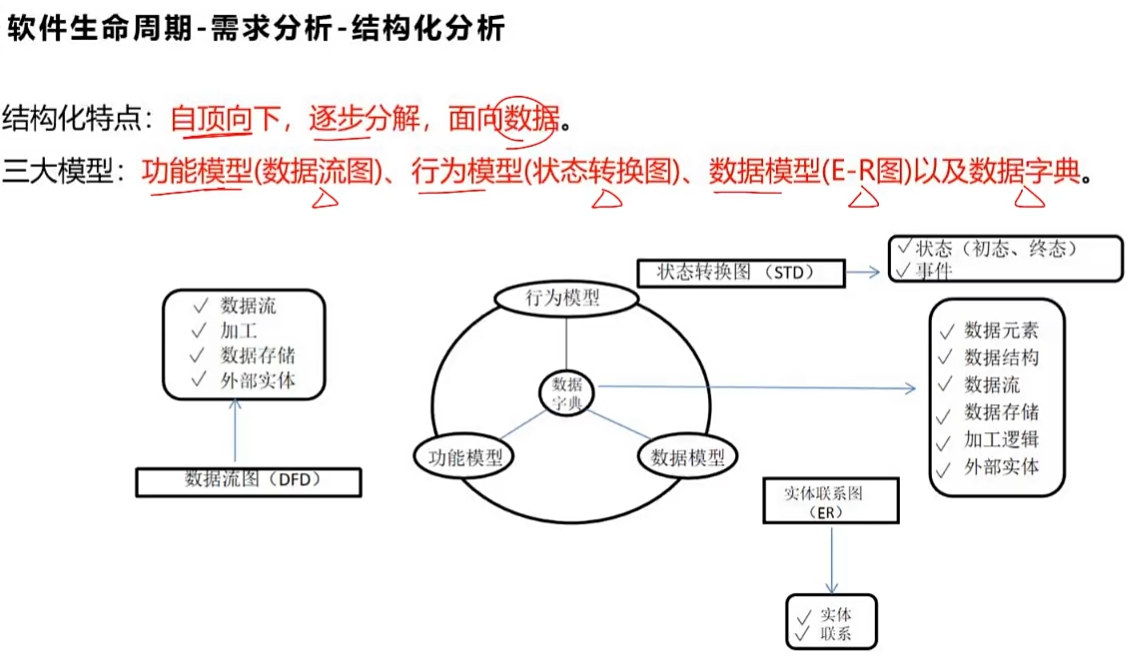 软件生命周期-需求分析-结构化分析
结构化特点：自顶向下，逐步分解，面向数据。
三大模型：功能模型(数据流图)、行为模型(状态转换图)、数据模型(E-R图)以及数据字典。
状态转换图（STD）
✓状态（初态、终态）
✓事件
行为模型
✓ 数据流
✓ 加工
✓ 数据存储
✓ 外部实体
数据
字典
✓ 数据元素
✓ 数据结构
✓ 数据流
✓ 数据存储
✓ 加工逻辑
✓ 外部实体
功能模型
数据模型
数据流图（DFD）
实体联系图
（ER）
✓ 实体
✓ 联系